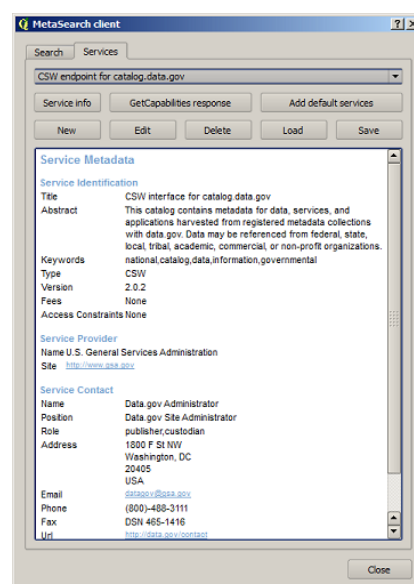 MetaSearch client
Search Services
CSW endpoint for catalog.data.gov
Service info GetCapabilities response Add default services
New Edit Delete Load Save
Service Metadata
Service Identification
Title CSW interface for catalog.data.gov
Abstract This catalog contains metadata for data, services, and
applications harvested from registered metadata collections
with data.gov. Data may be referenced from federal, state,
local, tribal, academic, commercial, or non-profit organizations.
Keywords national,catalog,data,information,governmental
Type CSW
Version 2.0.2
Fees None
Access Constraints None
Service Provider
Name U.S. General Services Administration
Site http://www.gsa.gov
Service Contact
Name Data.gov Administrator
Position Data.gov Site Administrator
Role publisher,custodian
Address 1800 F St NW
Washington, DC
20405
USA
Email datagov@gsa.gov
Phone (800)-488-3111
Fax DSN 465-1416
Url http://data.gov/contact
Close